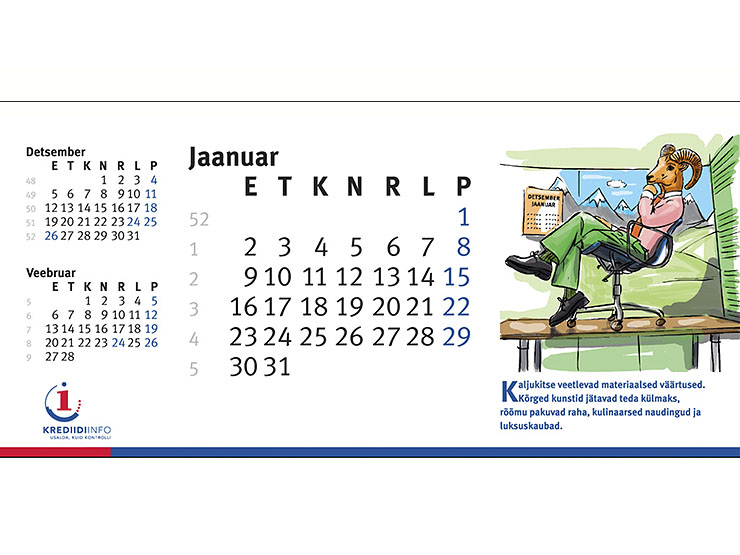 Detsember
E T K N R L P
48 1 2 3 4
49 5 6 7 8 9 10 11
50 12 13 14 15 16 17 18
51 19 20 21 22 23 24 25
52 26 27 28 29 30 31
Veebruar
E T K N R L P
5 1 2 3 4 5
6 6 7 8 9 10 11 12
7 13 14 15 16 17 18 19
8 20 21 22 23 24 25 26
9 27 28
i
KREDIIDIINFO
USALDA, KUID KONTROLLI
Jaanuar
E T K N R L P
52 1
1 2 3 4 5 6 7 8
2 9 10 11 12 13 14 15
3 16 17 18 19 20 21 22
4 23 24 25 26 27 28 29
5 30 31
DETSEMBER
JAANUAR
Kaljukitse veetlevad materiaalsed väärtused.
Kõrged kunstid jätavad teda külmaks,
rõõmu pakuvad raha, kulinaarsed naudingud ja
luksuskaubad.